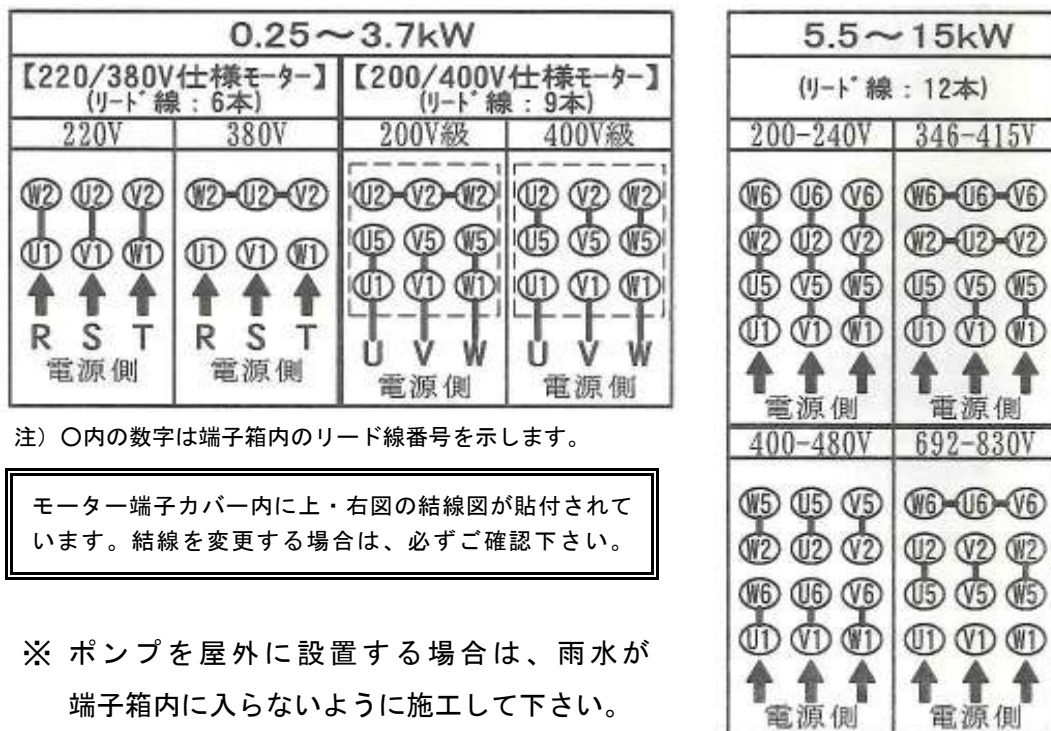 0.25～3.7kW
【220/380V仕様モーター】
(リード線：6本)
【200/400V仕様モーター】
(リード線：9本)
220V 380V 200V級 400V級
W2 U2 V2 W2 U2 V2 U2 V2 W2 U2 V2 W2
U5 V5 W5 U5 V5 W5
U1 V1 W1 U1 V1 W1 U1 V1 W1 U1 V1 W1
R S T R S T U V W U V W
電源側 電源側 電源側 電源側
注）〇内の数字は端子箱内のリード線番号を示します。
モーター端子カバー内に上・右図の結線図が貼付されて
います。結線を変更する場合は、必ずご確認下さい。
※ ポンプを屋外に設置する場合は、雨水が
端子箱内に入らないように施工して下さい。
5.5～15kW
(リード線：12本)
200-240V 346-415V
W6 U6 V6 W6 U6 V6
W2 U2 V2 W2 U2 V2
U5 V5 W5 U5 V5 W5
U1 V1 W1 U1 V1 W1
電源側 電源側
400-480V 692-830V
W5 U5 V5 W6 U6 V6
W2 U2 V2 U2 V2 W2
W6 U6 V6 U5 V5 W5
U1 V1 W1 U1 V1 W1
電源側 電源側